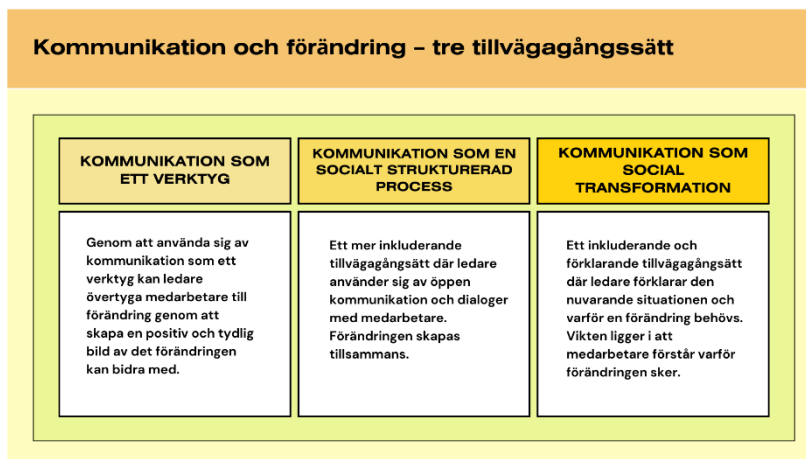 Kommunikation och förändring – tre tillvägagångssätt
KOMMUNIKATION SOM
ETT VERKTYG
Genom att använda sig av
kommunikation som ett
verktyg kan ledare
övertyga medarbetare till
förändring genom att
skapa en positiv och tydlig
bild av det förändringen
kan bidra med.
KOMMUNIKATION SOM EN
SOCIALT STRUKTURERAD
PROCESS
Ett mer inkluderande
tillvägagångsätt där ledare
använder sig av öppen
kommunikation och dialoger
med medarbetare.
Förändringen skapas
tillsammans.
KOMMUNIKATION SOM
SOCIAL
TRANSFORMATION
Ett inkluderande och
förklarande tillvägagångsätt
där ledare förklarar den
nuvarande situationen och
varför en förändring behövs.
Vikten ligger i att
medarbetare förstår varför
förändringen sker.